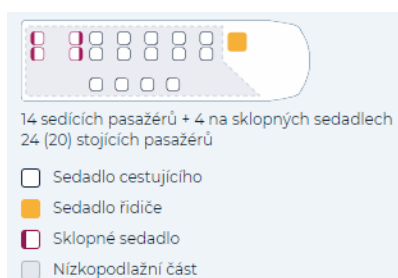 14 sedících pasažérů + 4 na sklopných sedadlech
24 (20) stojících pasažérů
Sedadlo cestujícího
Sedadlo řidiče
Sklopné sedadlo
Nízkopodlažní část